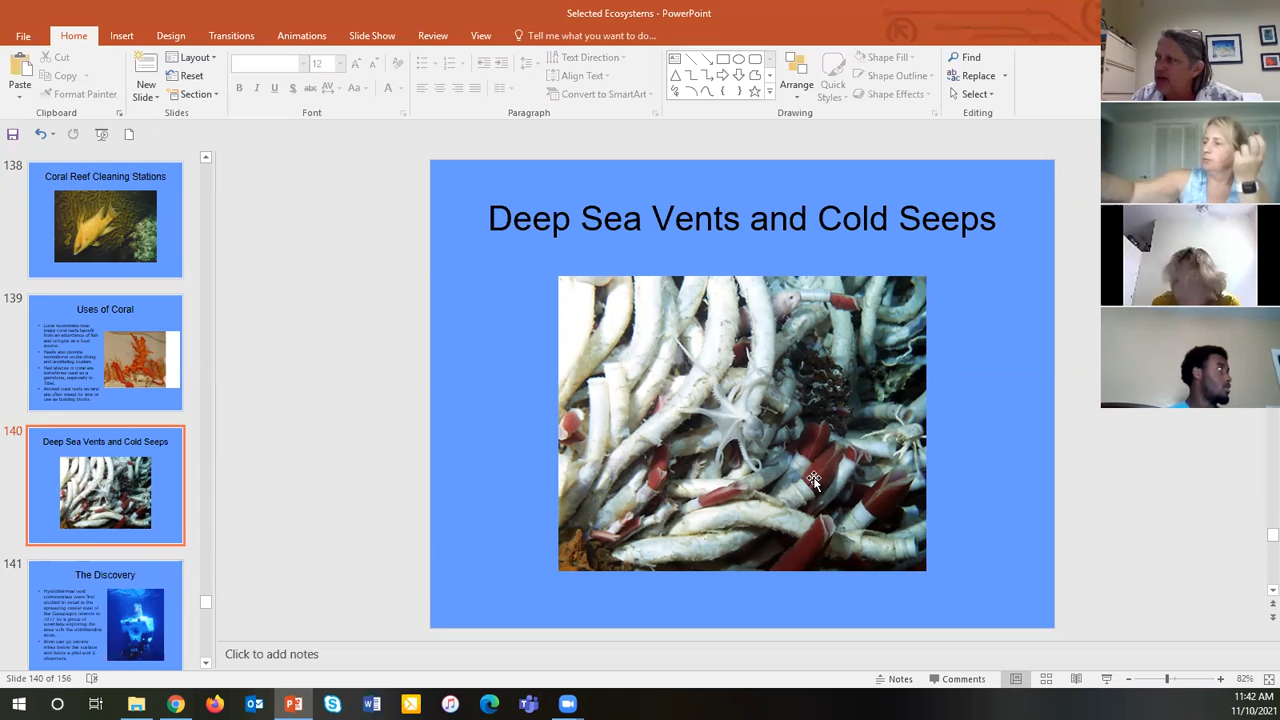 Selected Ecosystems - PowerPoint
File Home Insert Design Transitions Animations Slide Show Review View Tell me what you want to do...
Paste
Cut
Copy
Format Painter
Clipboard
New
Slide
Layout
Reset
Section
Slides
12
B I U S abc AV Aa A
Font
Text Direction
Align Text
Convert to SmartArt
Paragraph
Arrange
Quick
Styles
Shape Fill
Shape Outline
Shape Effects
Drawing
Find
Replace
Select
Editing
138
Coral Reef Cleaning Stations
139
Uses of Coral
140
Deep Sea Vents and Cold Seeps
141
The Discovery
Deep Sea Vents and Cold Seeps
Click to add notes
Slide 140 of 156
Notes Comments
82%
11:42 AM
11/10/2021